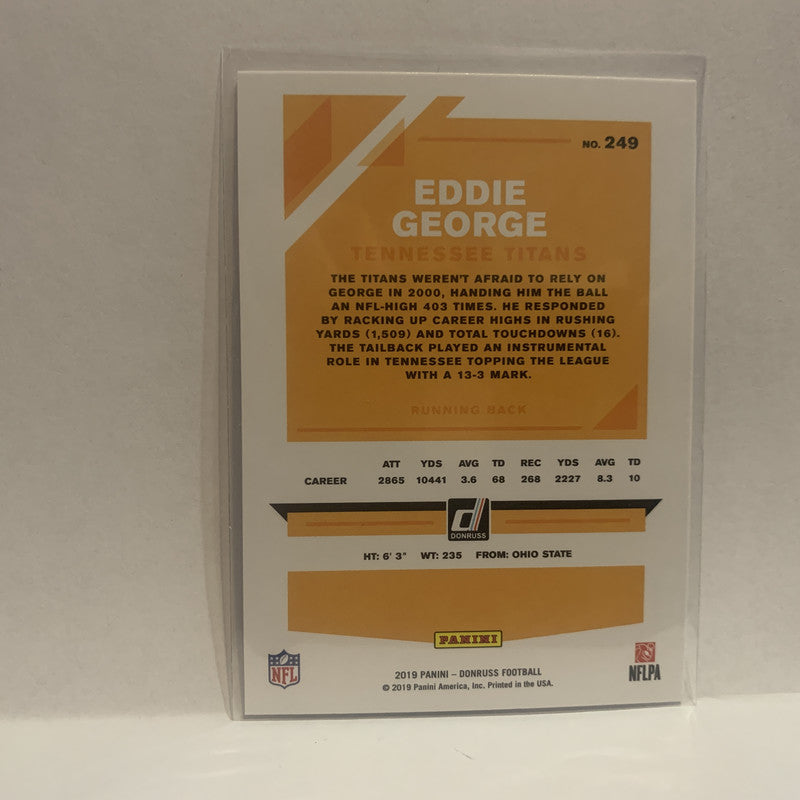 NO. 249
EDDIE
GEORGE
TENNESSEE TITANS
THE TITANS WEREN'T AFRAID TO RELY ON
GEORGE IN 2000, HANDING HIM THE BALL
AN NFL-HIGH 403 TIMES. HE RESPONDED
BY RACKING UP CAREER HIGHS IN RUSHING
YARDS (1,509) AND TOTAL TOUCHDOWNS (16).
THE TAILBACK PLAYED AN INSTRUMENTAL
ROLE IN TENNESSEE TOPPING THE LEAGUE
WITH A 13-3 MARK.
RUNNING BACK
ATT YDS AVG TD REC YDS AVG TD
CAREER 2865 10441 3.6 68 268 2227 8.3 10
d
DONRUSS
HT: 6' 3" WT: 235 FROM: OHIO STATE
PANINI
NFL
NFLPA
2019 PANINI – DONRUSS FOOTBALL
© 2019 Panini America, Inc. Printed in the USA.